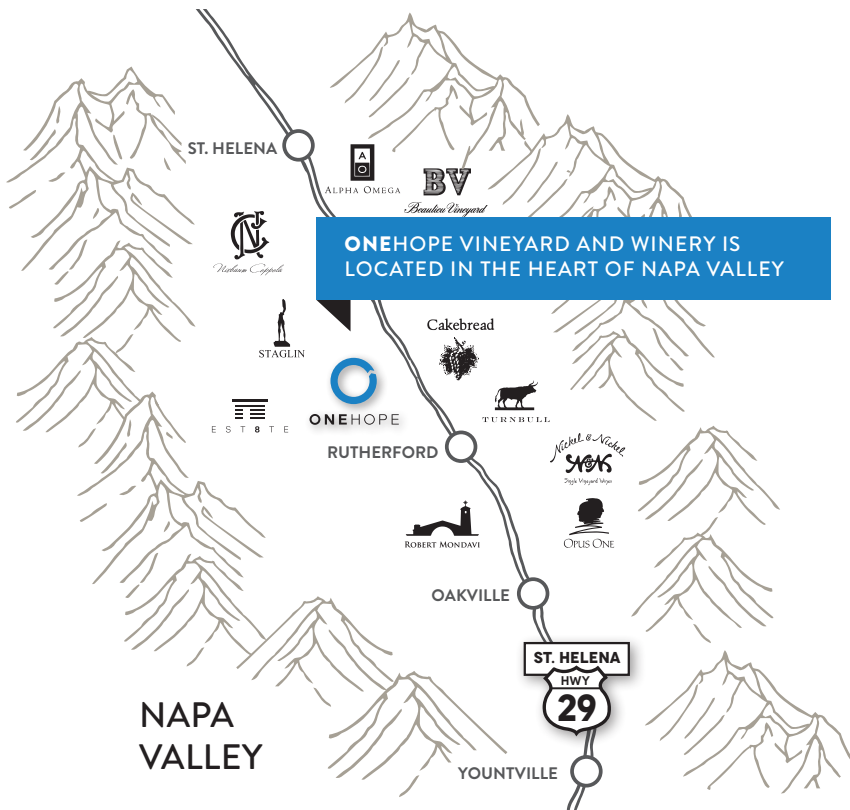 ST. HELENA
A
O
ALPHA OMEGA
BV
Beaulieu Vineyard
NC
Niebaum Coppola
ONEHOPE VINEYARD AND WINERY IS
LOCATED IN THE HEART OF NAPA VALLEY
STAGLIN
Cakebread
TURNBULL
EST8TE
ONEHOPE
RUTHERFORD
Nickel & Nickel
N&N
Single Vineyard Wines
ROBERT MONDAVI
OPUS ONE
OAKVILLE
ST. HELENA
HWY
29
NAPA
VALLEY
YOUNTVILLE